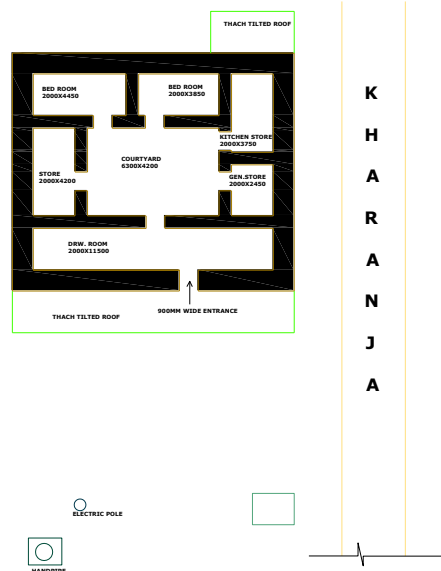 THACH TILTED ROOF
BED ROOM
2000X4450
BED ROOM
2000X3850
KITCHEN STORE
2000X3750
COURTYARD
6300X4200
STORE
2000X4200
GEN.STORE
2000X2450
DRW. ROOM
2000X11500
900MM WIDE ENTRANCE
THACH TILTED ROOF
K
H
A
R
A
N
J
A
ELECTRIC POLE
HANDPIPE